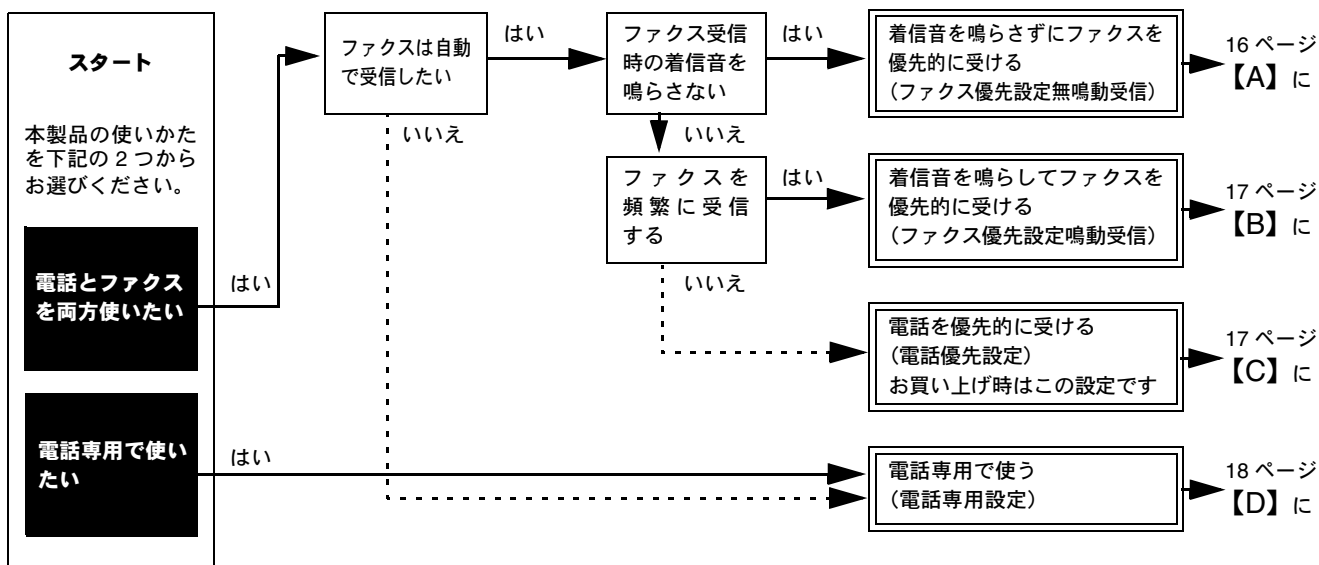 スタート
本製品の使いかた
を下記の2つから
お選びください。
電話とファクス
を両方使いたい
はい
電話専用で使い
たい
はい
ファクスは自動
で受信したい
はい
いいえ
ファクス受信
時の着信音を
鳴らさない
はい
いいえ
ファクスを
頻繁に受信
する
はい
いいえ
着信音を鳴らさずにファクスを
優先的に受ける
（ファクス優先設定無鳴動受信）
16 ページ
【A】に
着信音を鳴らしてファクスを
優先的に受ける
（ファクス優先設定鳴動受信）
17 ページ
【B】に
電話を優先的に受ける
（電話優先設定）
お買い上げ時はこの設定です
17 ページ
【C】に
電話専用で使う
（電話専用設定）
18 ページ
【D】に